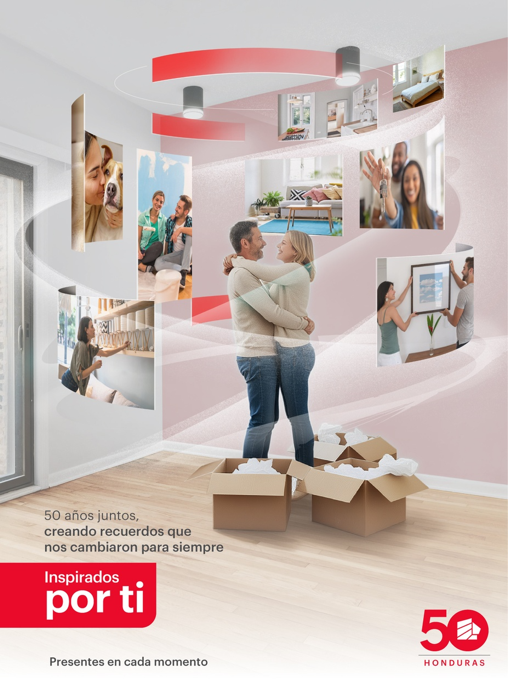 50 años juntos,
creando recuerdos que
nos cambiaron para siempre
Inspirados
por ti
Presentes en cada momento
50
HONDURAS